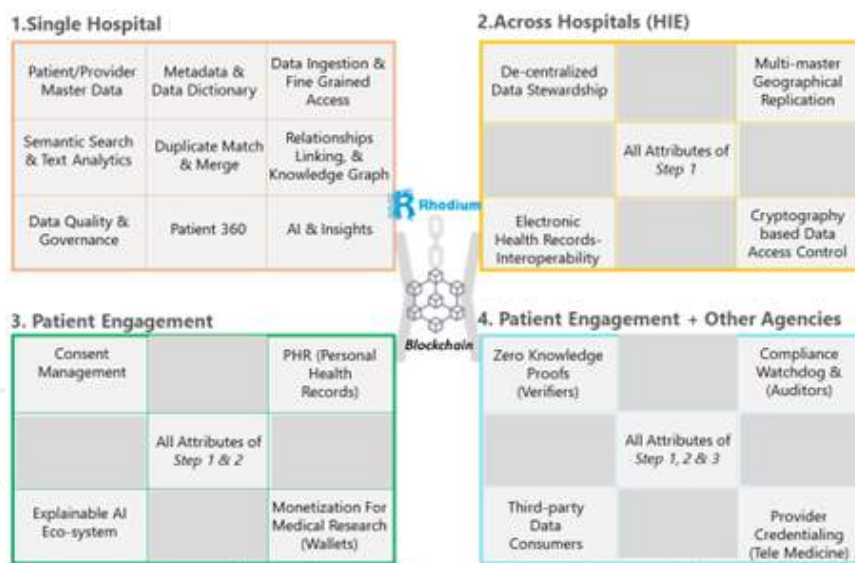 1.Single Hospital
Patient/Provider
Master Data
Metadata &
Data Dictionary
Data Ingestion &
Fine Grained
Access
Semantic Search
& Text Analytics
Duplicate Match
& Merge
Relationships
Linking, &
Knowledge Graph
Data Quality &
Governance
Patient 360
AI & Insights
2.Across Hospitals (HIE)
De-centralized
Data Stewardship
Multi-master
Geographical
Replication
All Attributes of
Step 1
Electronic
Health Records-
Interoperability
Cryptography
based Data
Access Control
Rhodium
Blockchain
3. Patient Engagement
Consent
Management
PHR (Personal
Health
Records)
All Attributes of
Step 1 & 2
Explainable AI
Eco-system
Monetization For
Medical Research
(Wallets)
4. Patient Engagement + Other Agencies
Zero Knowledge
Proofs
(Verifiers)
Compliance
Watchdog &
(Auditors)
All Attributes of
Step 1, 2 & 3
Third-party
Data
Consumers
Provider
Credentialing
(Tele Medicine)